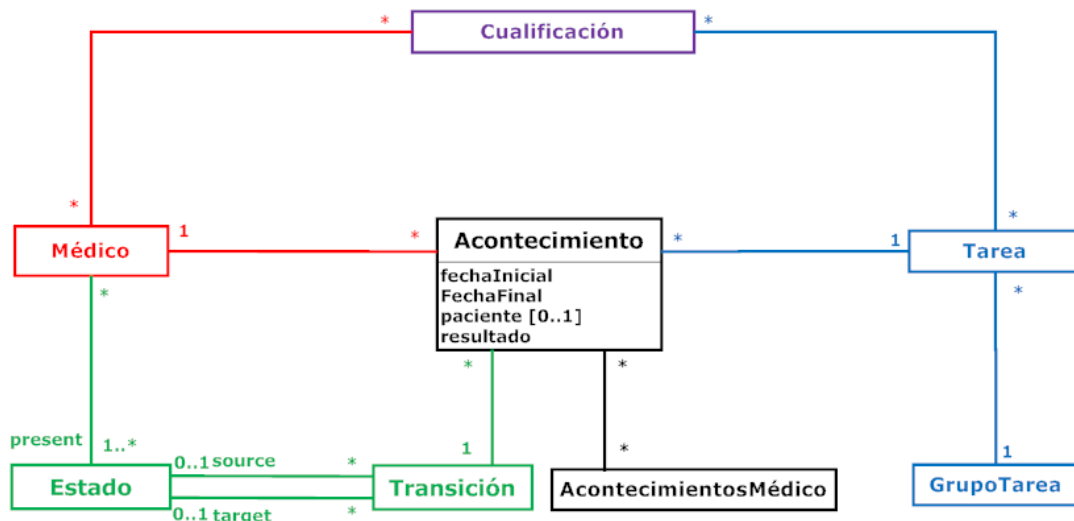 * Cualificación *
* *
Médico 1 * Acontecimiento * 1 Tarea
fechaInicial
FechaFinal
paciente [0..1]
resultado
* * * *
present 1..* 1 * 1
0..1 source *
Estado Transición AcontecimientosMédico GrupoTarea
0..1 target *